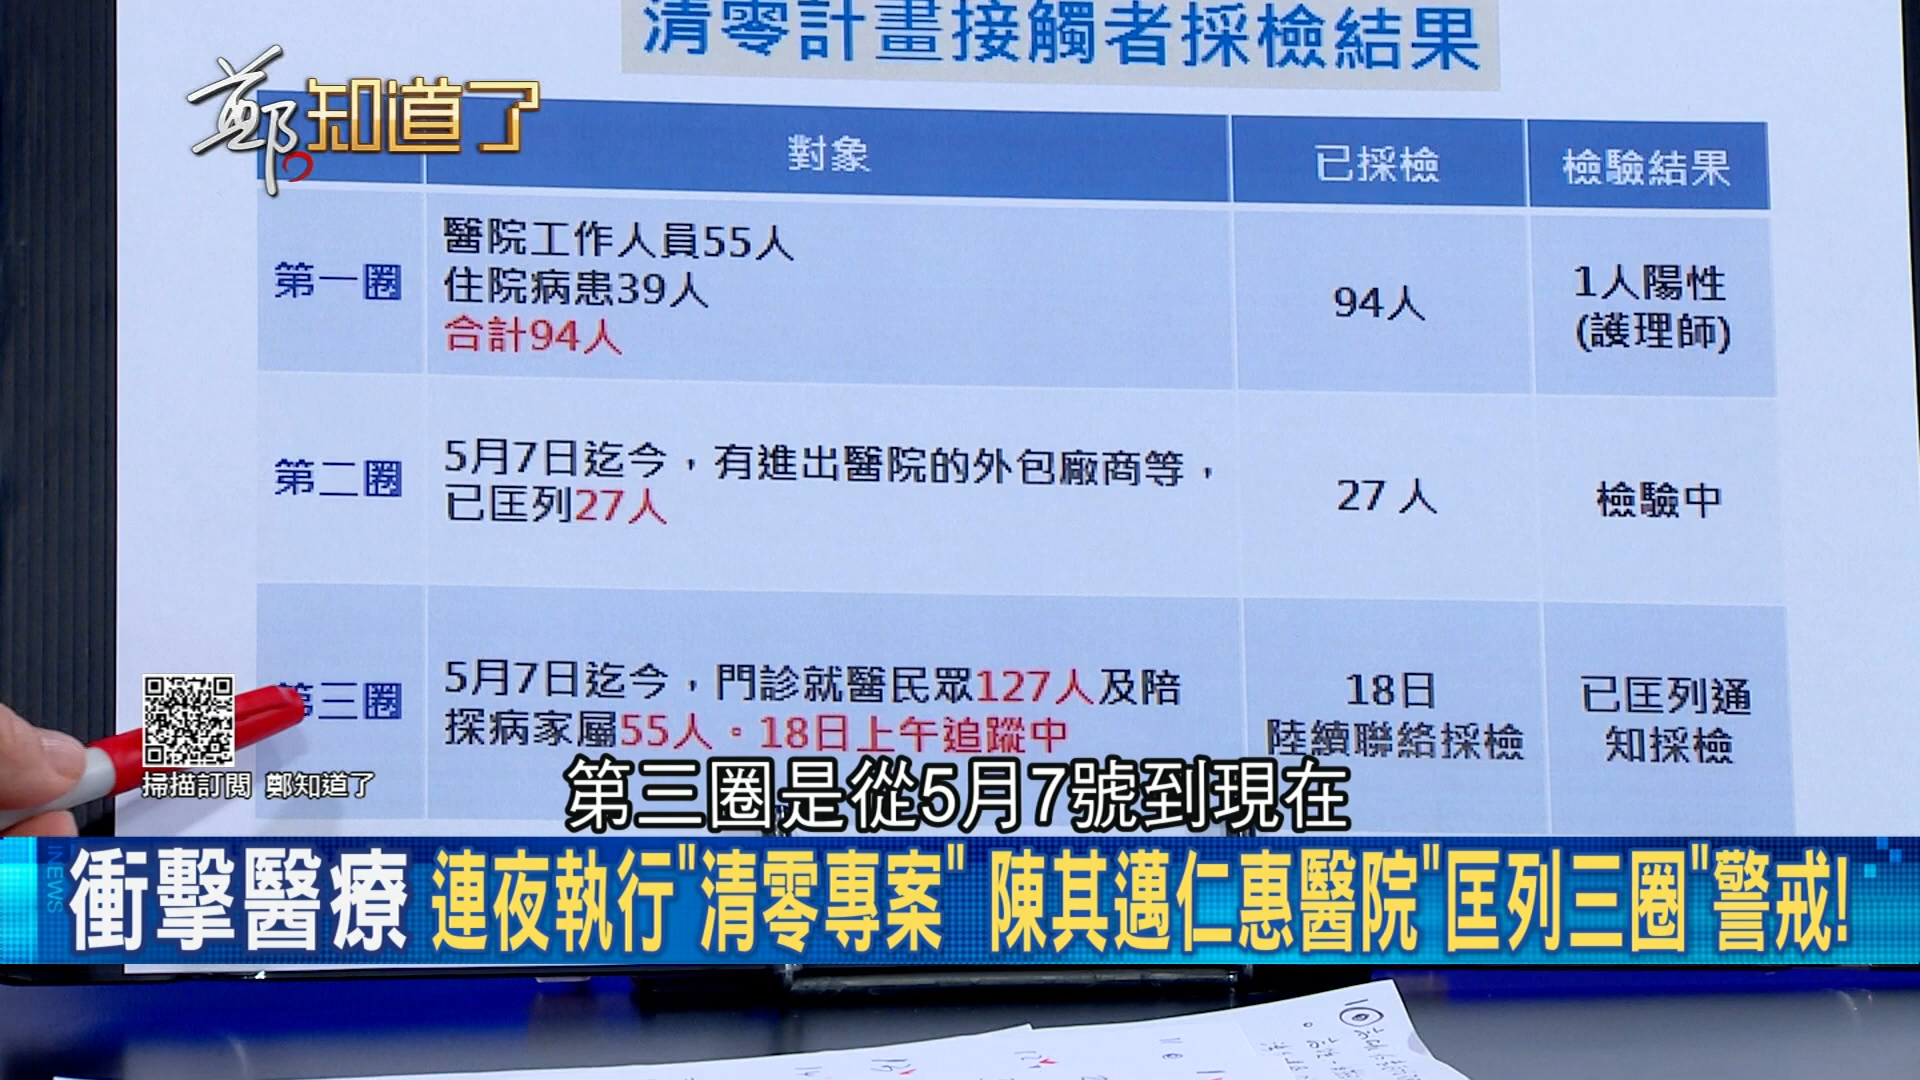 清零計畫接觸者採檢結果
鄭知道了
對象
已採檢
檢驗結果
第一圈
醫院工作人員55人
住院病患39人
合計94人
94人
1人陽性
(護理師)
第二圈
5月7日迄今，有進出醫院的外包廠商等，
已匡列27人
27人
檢驗中
第三圈
5月7日迄今，門診就醫民眾127人及陪
探病家屬55人。18日上午追蹤中
18日
陸續聯絡採檢
已匡列通
知採檢
掃描訂閱 鄭知道了
第三圈是從5月7號到現在
NEWS
衝擊醫療
連夜執行"清零專案" 陳其邁仁惠醫院"匡列三圈"警戒!